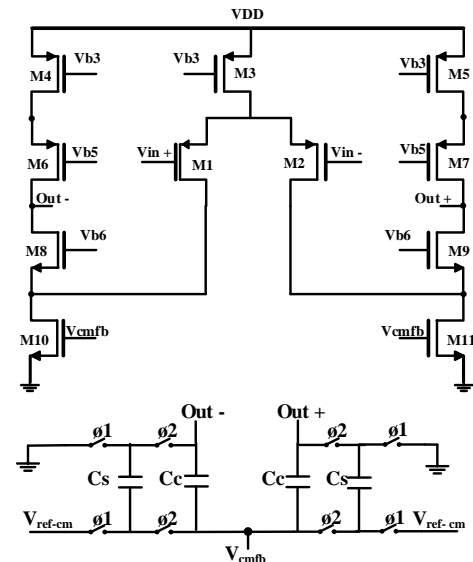 VDD
Vb3 Vb3 Vb3
M4 M3 M5
Vb5 Vin + Vin - Vb5
M6 M1 M2 M7
Out - Out +
Vb6 Vb6
M8 M9
Vcmfb Vcmfb
M10 M11
Out - Out +
ø1 ø2 ø2 ø1
Cs Cc Cc Cs
Vref-cm ø1 ø2 ø2 ø1 Vref-cm
Vcmfb